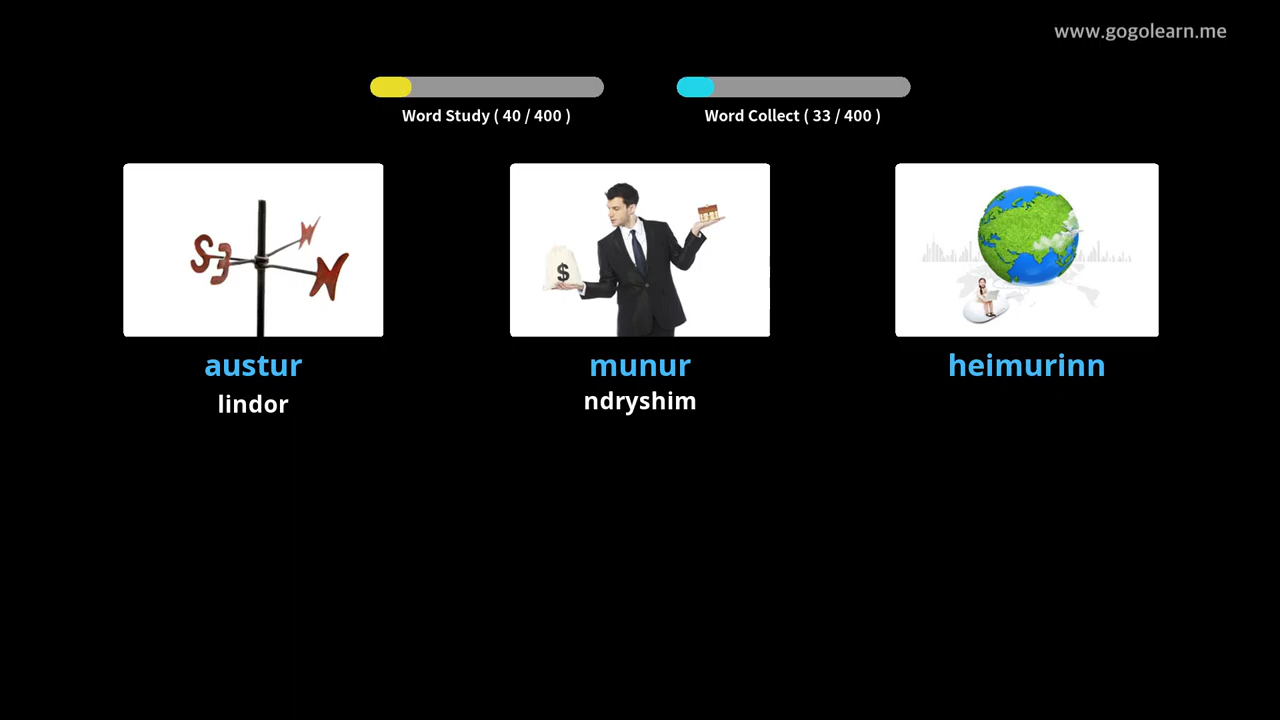 www.gogolearn.me
Word Study ( 40 / 400 )
Word Collect ( 33 / 400 )
S
E
N
$
austur
munur
heimurinn
lindor
ndryshim